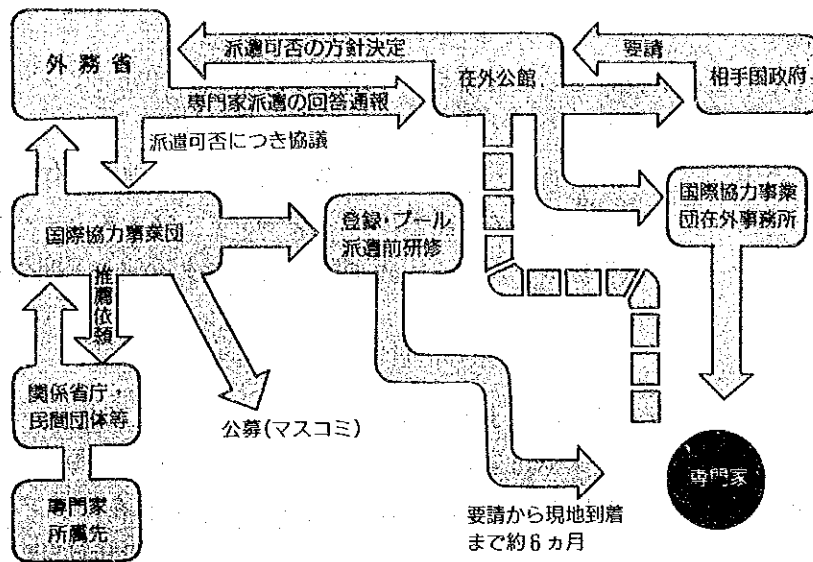 派遣可否の方針決定
要請
外務省
在外公館
相手国政府
専門家派遣の回答通報
派遣可否につき協議
国際協力事業団
登録・プール
派遣前研修
国際協力事業
団在外事務所
推薦依頼
関係省庁・
民間団体等
公募(マスコミ)
専門家
専門家
所属先
要請から現地到着
まで約6ヵ月